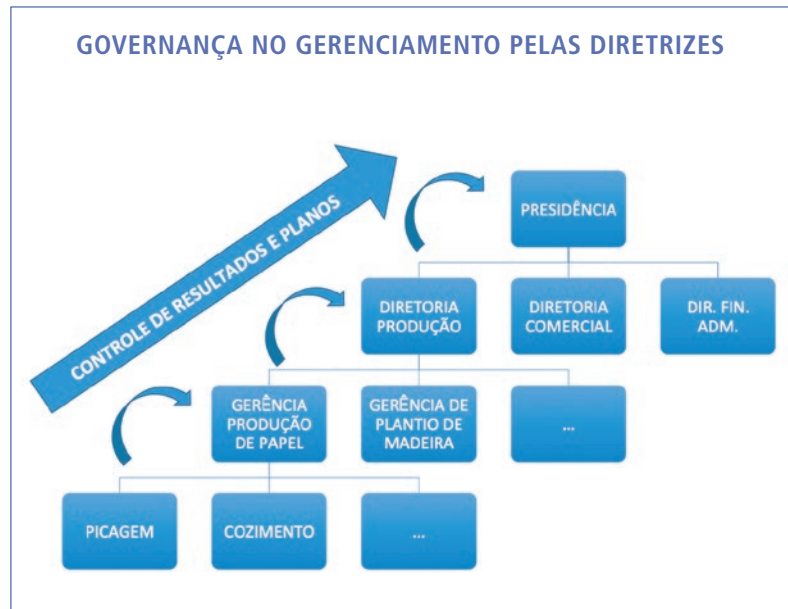 GOVERNANÇA NO GERENCIAMENTO PELAS DIRETRIZES
CONTROLE DE RESULTADOS E PLANOS
PRESIDÊNCIA
DIRETORIA
PRODUÇÃO
DIRETORIA
COMERCIAL
DIR. FIN.
ADM.
GERÊNCIA
PRODUÇÃO
DE PAPEL
GERÊNCIA DE
PLANTIO DE
MADEIRA
...
PICAGEM
COZIMENTO
...